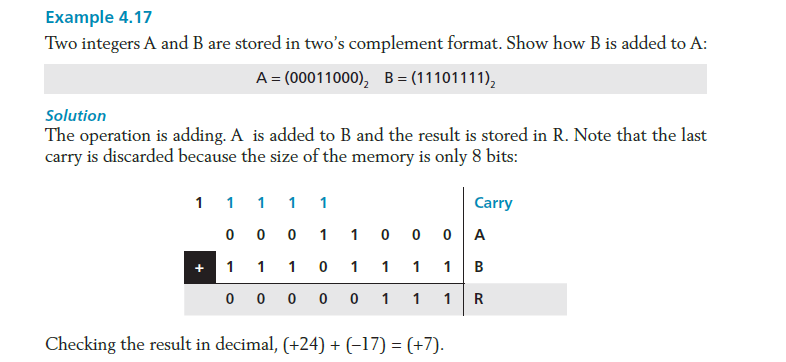 Example 4.17
Two integers A and B are stored in two’s complement format. Show how B is added to A:
A = (00011000)₂ B = (11101111)₂
Solution
The operation is adding. A is added to B and the result is stored in R. Note that the last
carry is discarded because the size of the memory is only 8 bits:
1 1 1 1 1 Carry
0 0 0 1 1 0 0 0 A
+ 1 1 1 0 1 1 1 1 B
0 0 0 0 0 1 1 1 R
Checking the result in decimal, (+24) + (−17) = (+7).